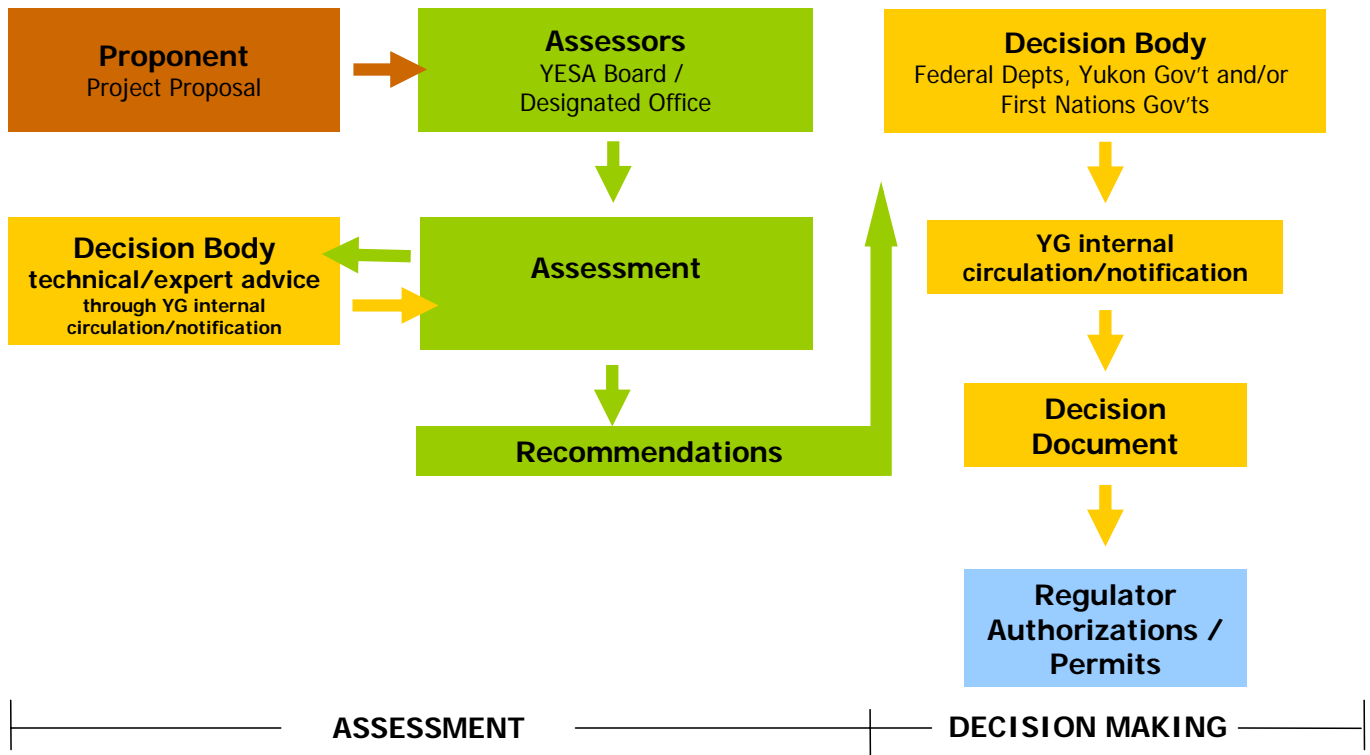 Proponent
Project Proposal
Assessors
YESA Board /
Designated Office
Decision Body
Federal Depts, Yukon Gov't and/or
First Nations Gov'ts
Decision Body
technical/expert advice
through YG internal
circulation/notification
Assessment
YG internal
circulation/notification
Recommendations
Decision
Document
Regulator
Authorizations /
Permits
ASSESSMENT
DECISION MAKING